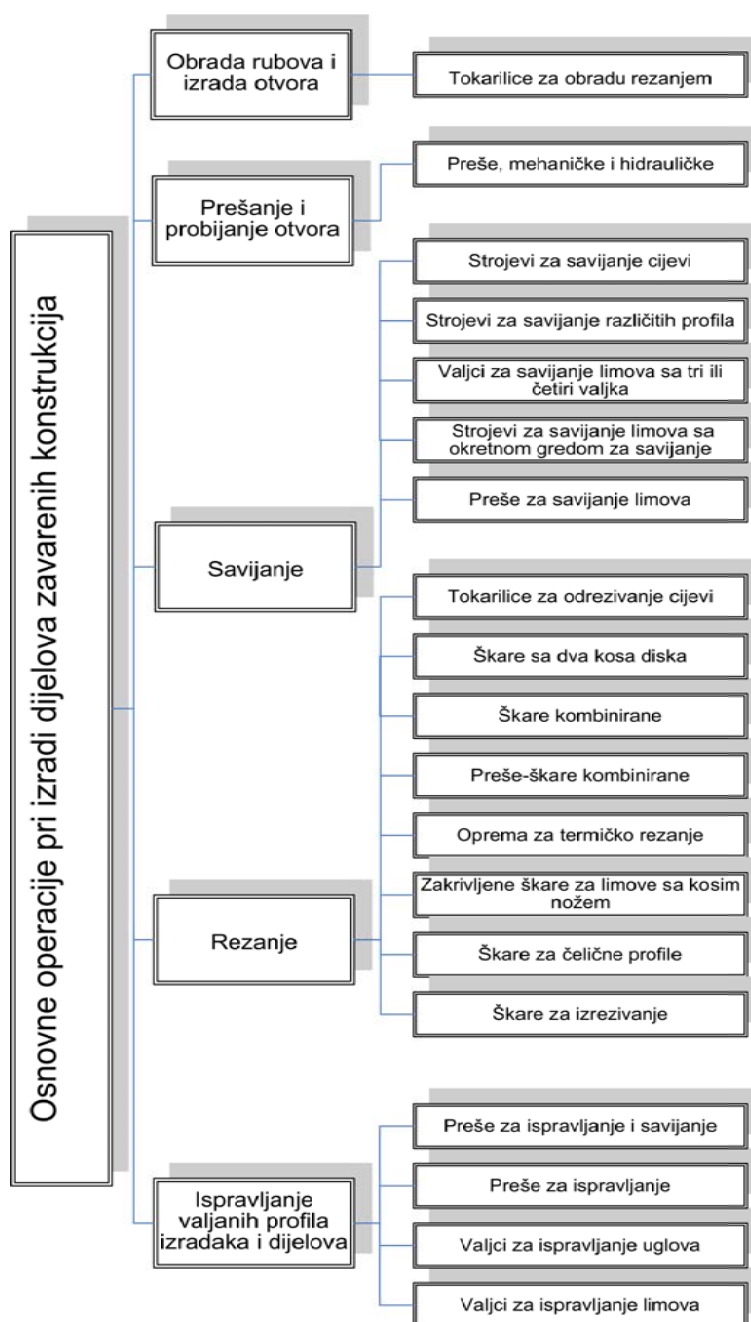 Osnovne operacije pri izradi dijelova zavarenih konstrukcija
Obrada rubova i
izrada otvora
Tokarilice za obradu rezanjem
Prešanje i
probijanje otvora
Preše, mehaničke i hidrauličke
Savijanje
Strojevi za savijanje cijevi
Strojevi za savijanje različitih profila
Valjci za savijanje limova sa tri ili
četiri valjka
Strojevi za savijanje limova sa
okretnom gredom za savijanje
Preše za savijanje limova
Rezanje
Tokarilice za odrezivanje cijevi
Škare sa dva kosa diska
Škare kombinirane
Preše-škare kombinirane
Oprema za termičko rezanje
Zakrivljene škare za limove sa kosim
nožem
Škare za čelične profile
Škare za izrezivanje
Ispravljanje
valjanih profila
izradaka i dijelova
Preše za ispravljanje i savijanje
Preše za ispravljanje
Valjci za ispravljanje uglova
Valjci za ispravljanje limova